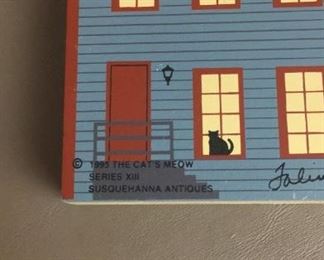 © 1995 THE CAT'S MEOW
SERIES XIII
SUSQUEHANNA ANTIQUES